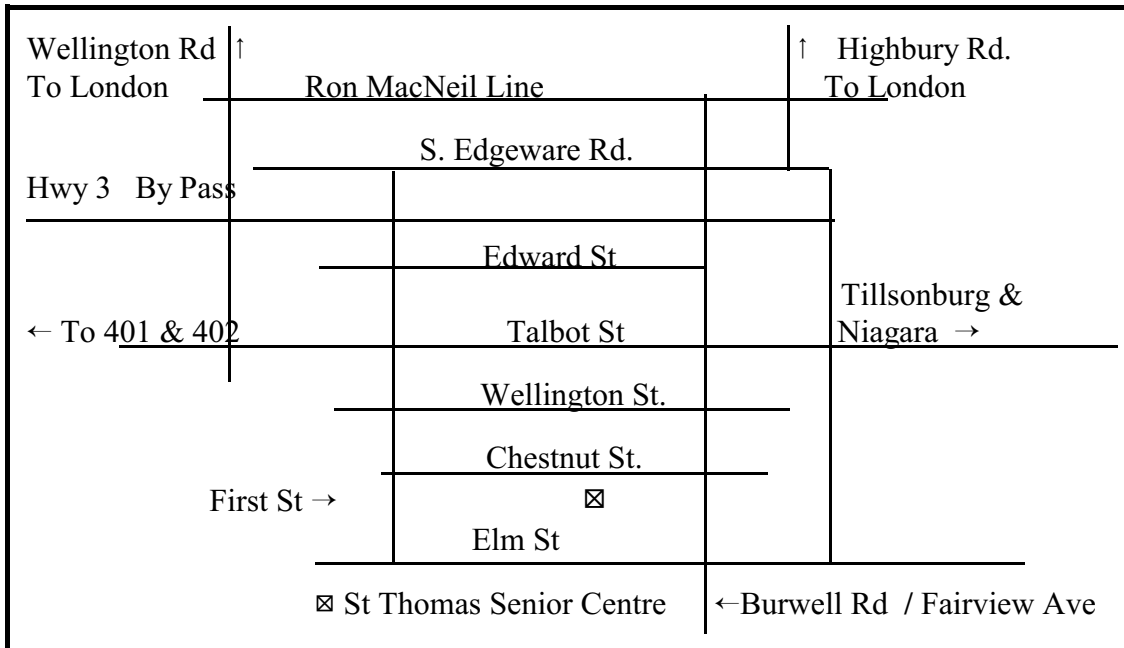 Wellington Rd ↑ ↑ Highbury Rd.
To London Ron MacNeil Line To London
S. Edgeware Rd.
Hwy 3 By Pass
Edward St
Tillsonburg &
← To 401 & 402 Talbot St Niagara →
Wellington St.
Chestnut St.
First St → ☒
Elm St
☒ St Thomas Senior Centre ←Burwell Rd / Fairview Ave